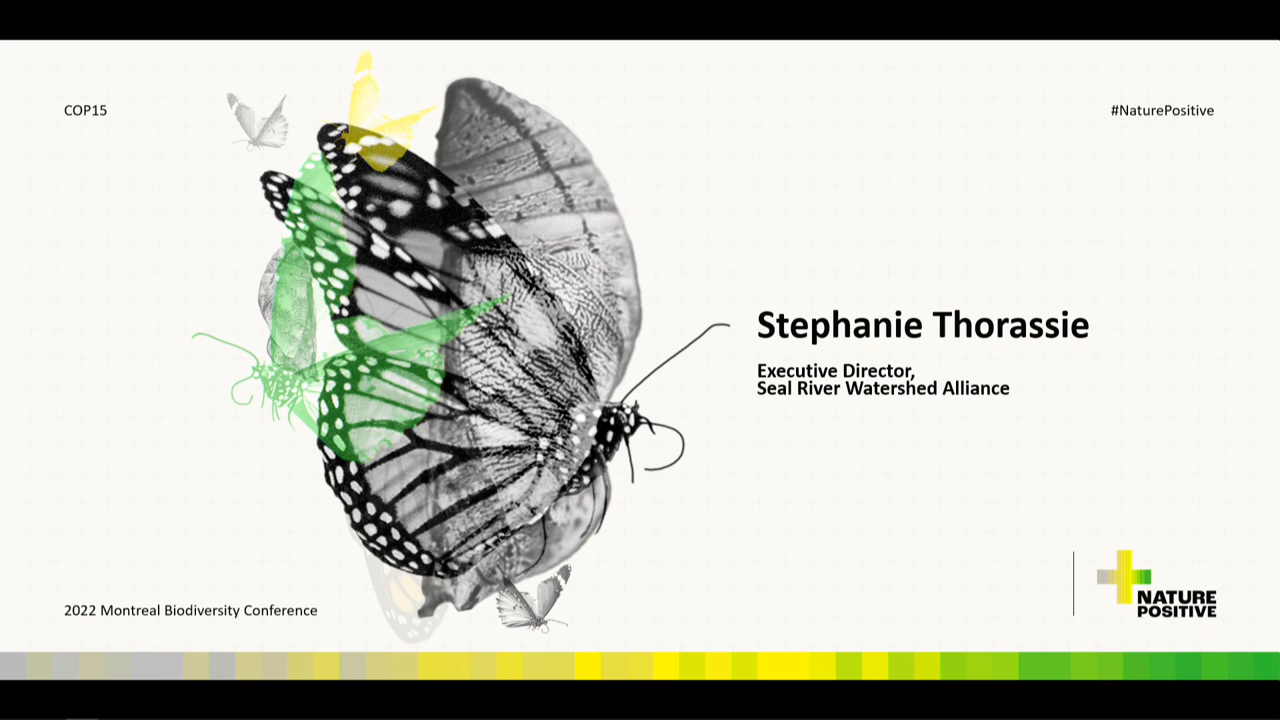 COP15
#NaturePositive
Stephanie Thorassie
Executive Director,
Seal River Watershed Alliance
2022 Montreal Biodiversity Conference
NATURE
POSITIVE